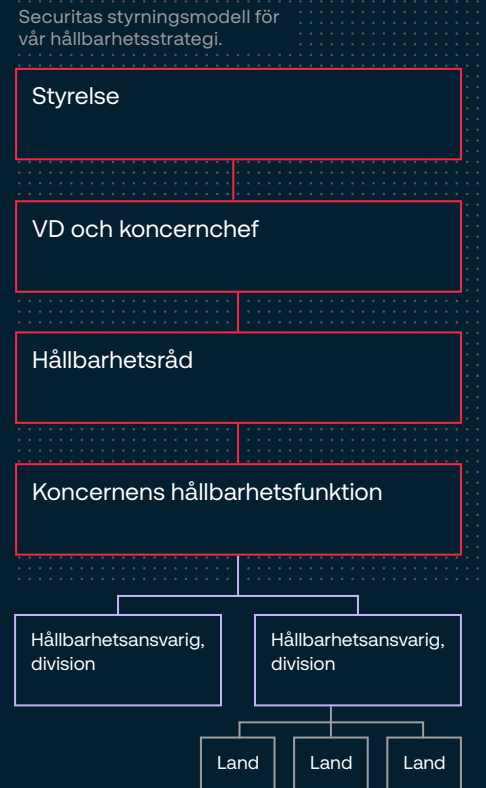 Securitas styrningsmodell för
vår hållbarhetsstrategi.
Styrelse
VD och koncernchef
Hållbarhetsråd
Koncernens hållbarhetsfunktion
Hållbarhetsansvarig,
division
Hållbarhetsansvarig,
division
Land
Land
Land